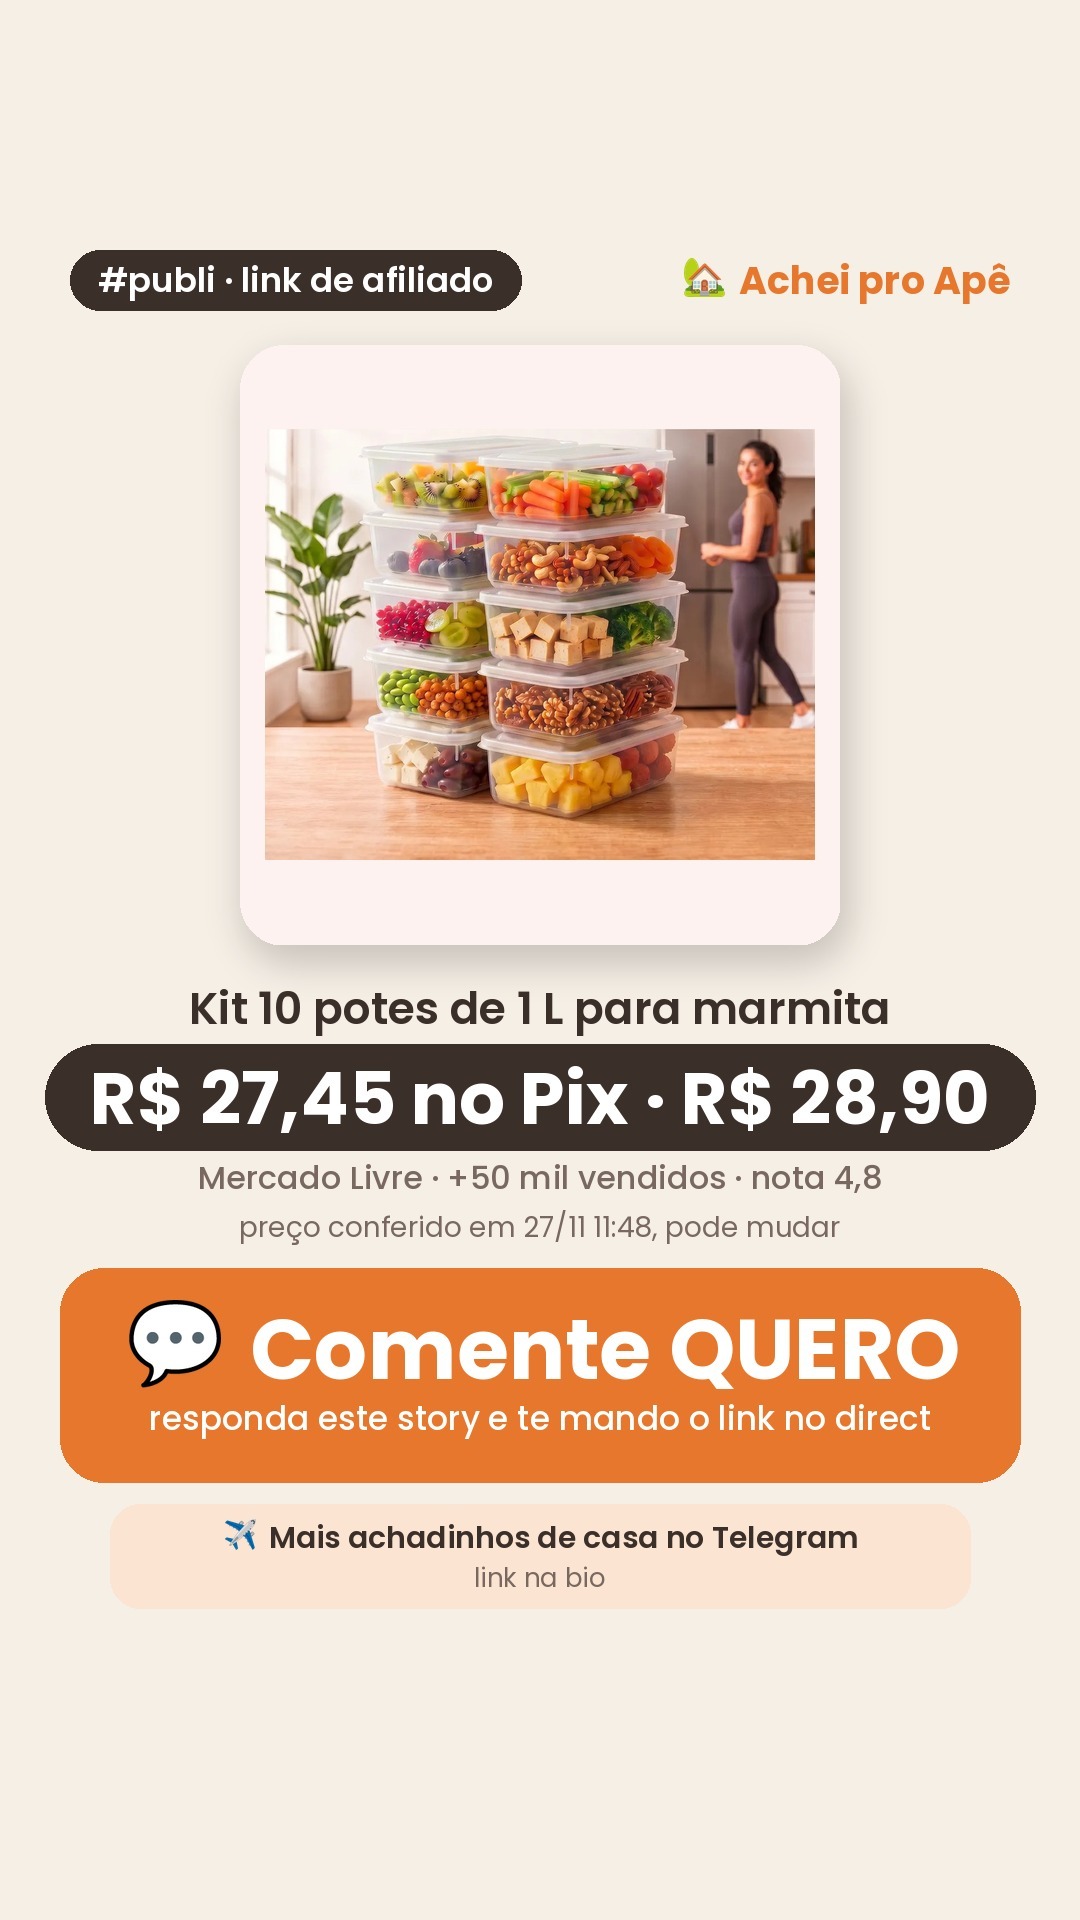 #publi · link de afiliado
🏡 Achei pro Apê
Kit 10 potes de 1 L para marmita
R$ 27,45 no Pix · R$ 28,90
Mercado Livre · +50 mil vendidos · nota 4,8
preço conferido em 27/11 11:48, pode mudar
💬 Comente QUERO
responda este story e te mando o link no direct
✈️ Mais achadinhos de casa no Telegram
link na bio